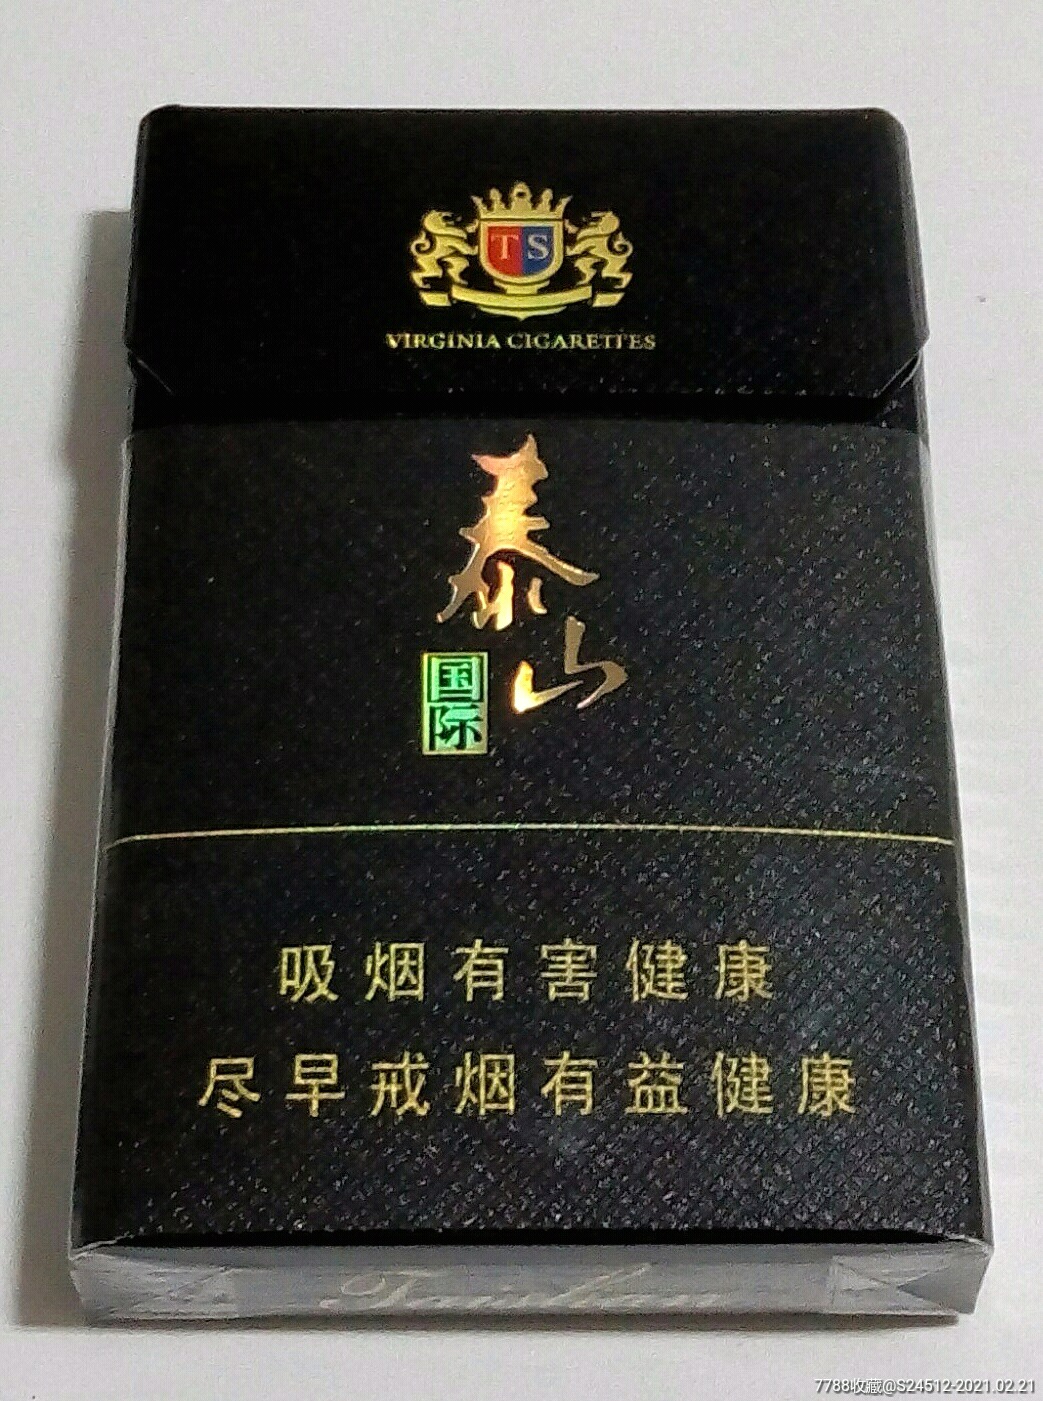 TS
VIRGINIA CIGARETTES
泰山
国际
吸烟有害健康
尽早戒烟有益健康
Taishan
7788收藏@S24512-2021.02.21